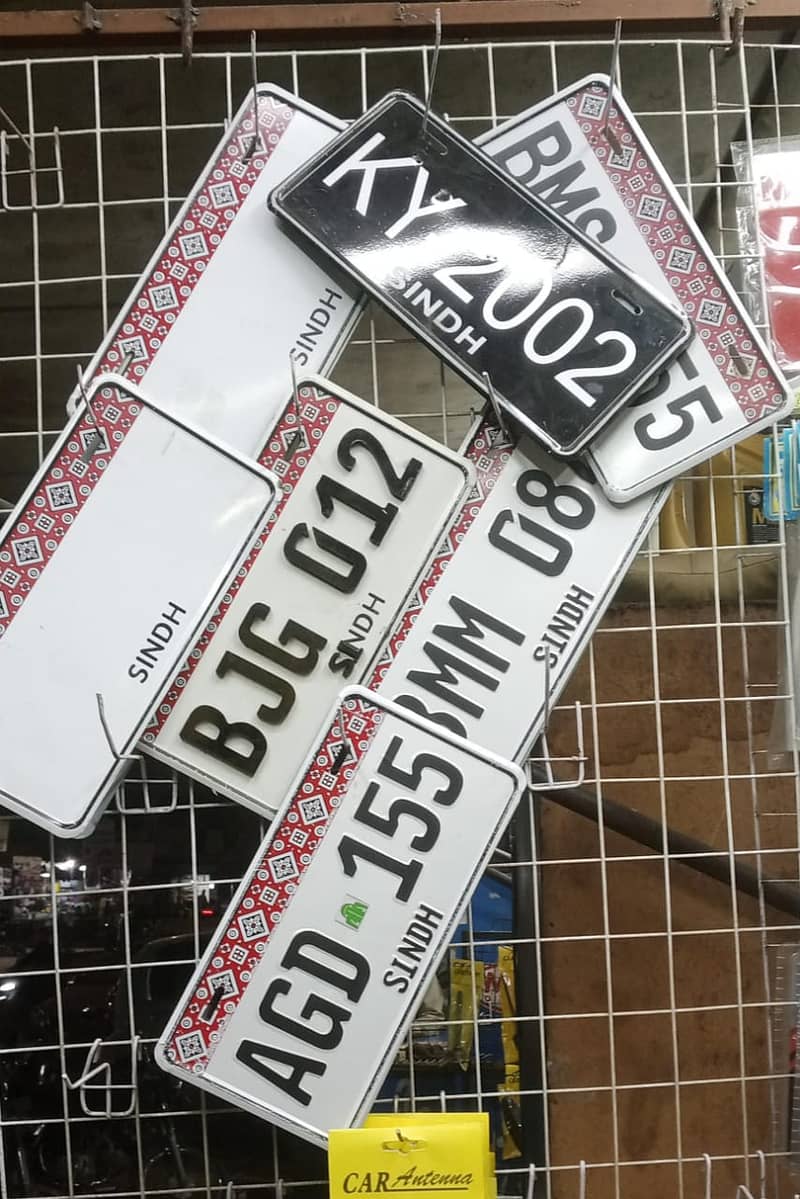 SINDH
KY 2002
SINDH
BMS
55
SINDH
BJG 012
SINDH
BMM 08
SINDH
AGD 155
SINDH
CAR Antenna